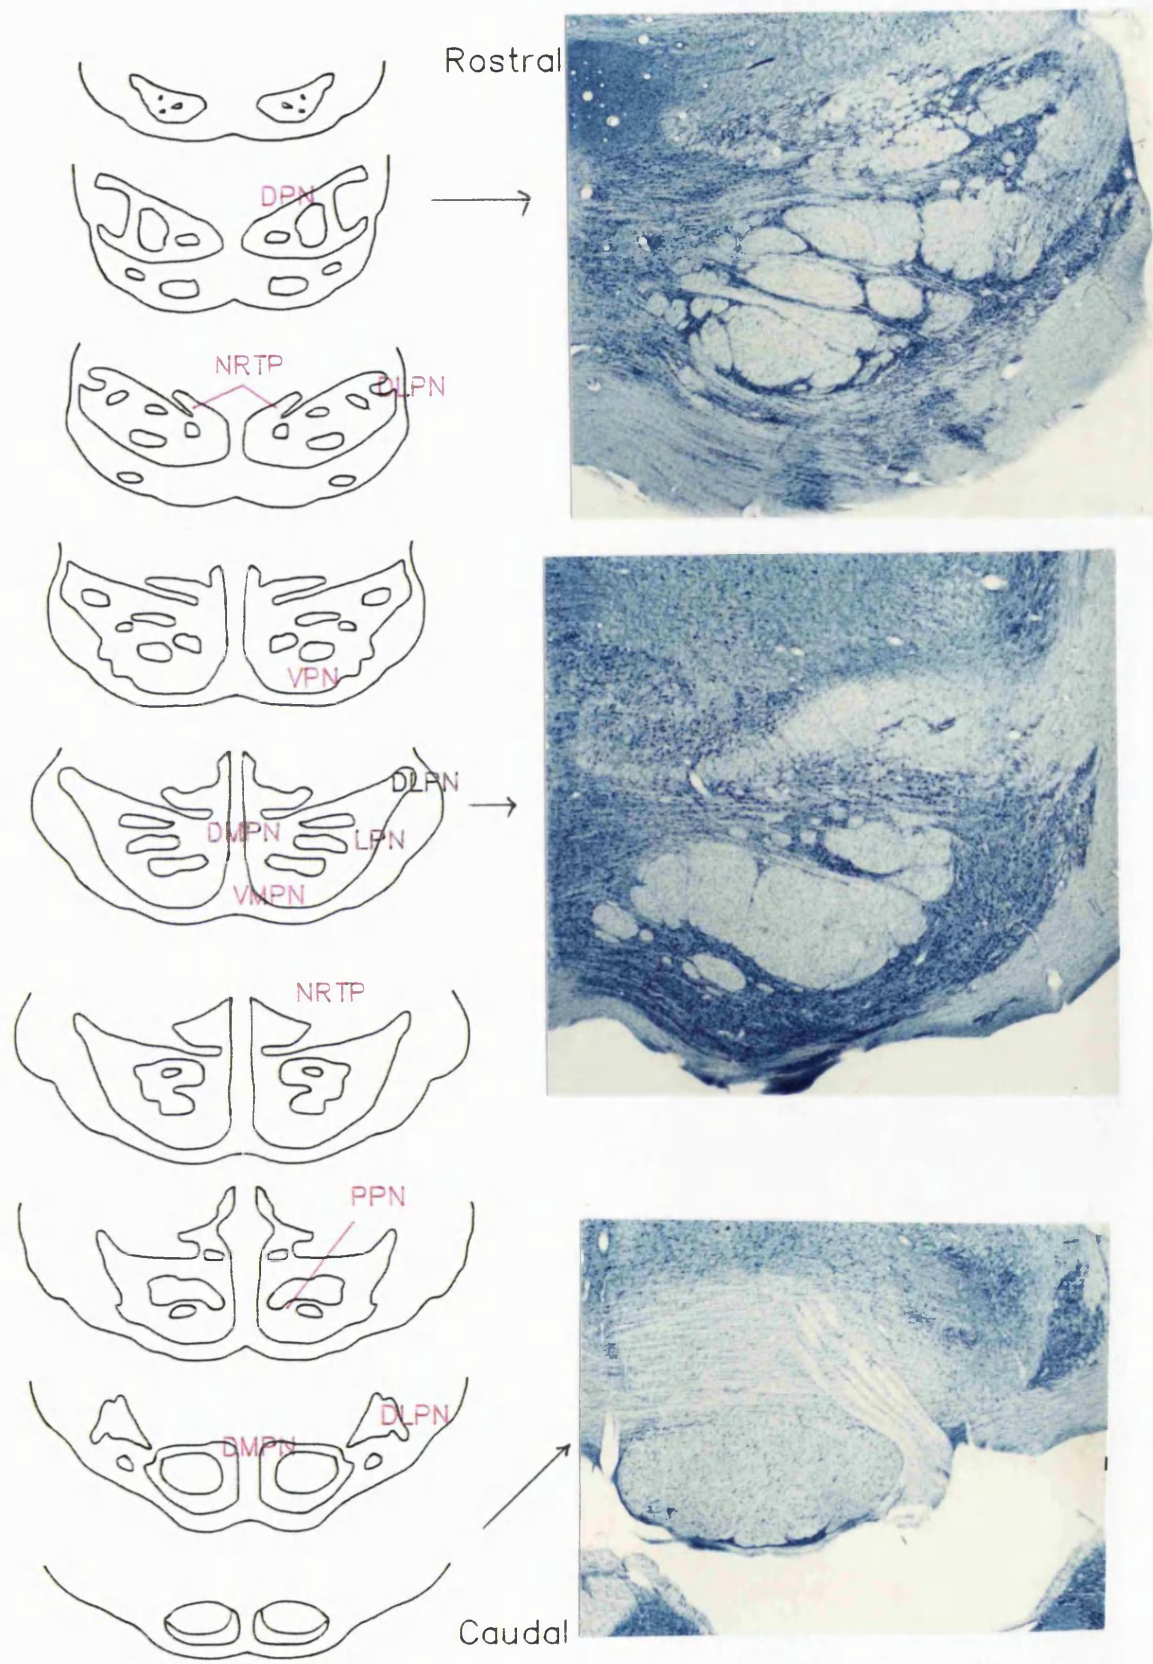 Rostral
DPN
NRTP
DLPN
VPN
DLPN
DMPN
LPN
VMPN
NRTP
PPN
DLPN
DMPN
Caudal